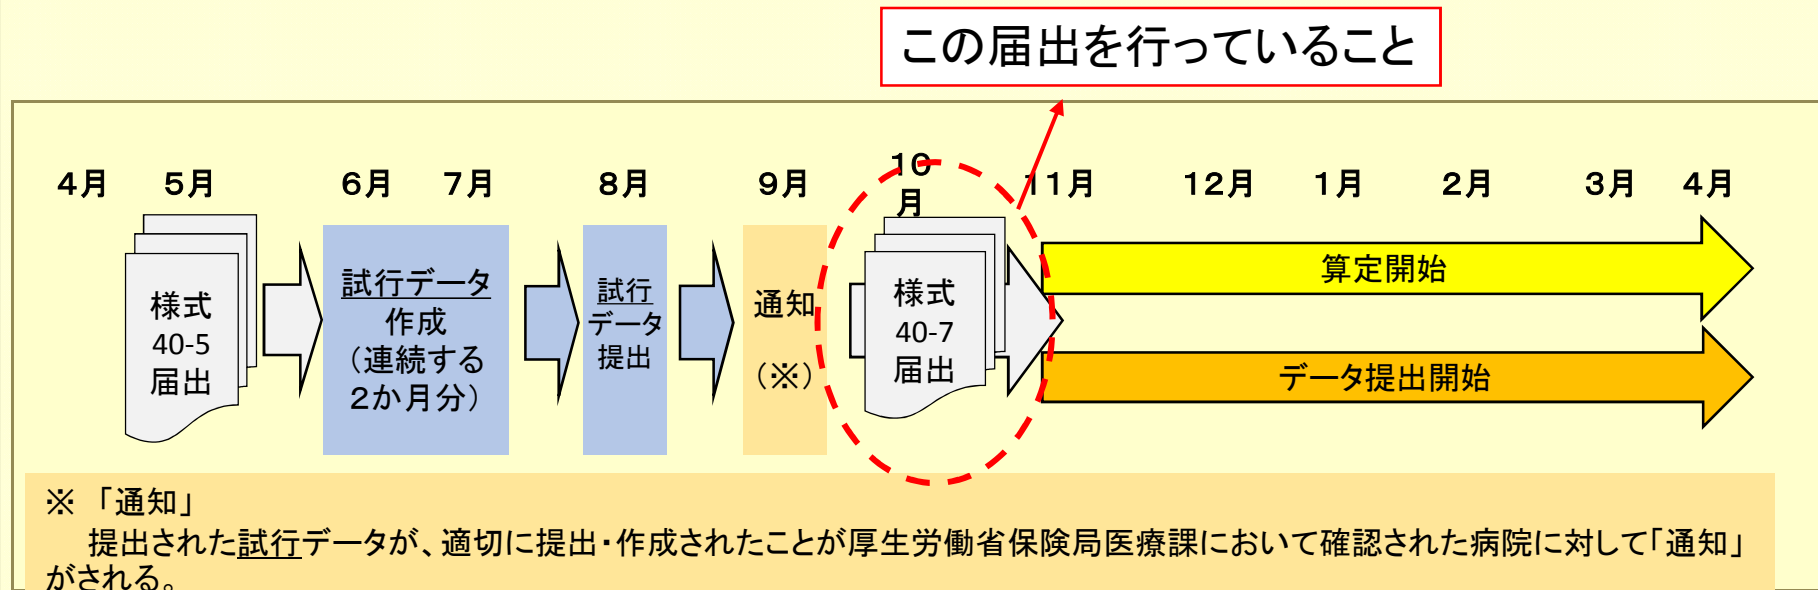 この届出を行っていること
4月 5月 6月 7月 8月 9月 10月 11月 12月 1月 2月 3月 4月
様式
40-5
届出
試行データ
作成
（連続する
2か月分）
試行
データ
提出
通知
（※）
様式
40-7
届出
算定開始
データ提出開始
※ 「通知」
提出された試行データが、適切に提出・作成されたことが厚生労働省保険局医療課において確認された病院に対して「通知」
がされる。